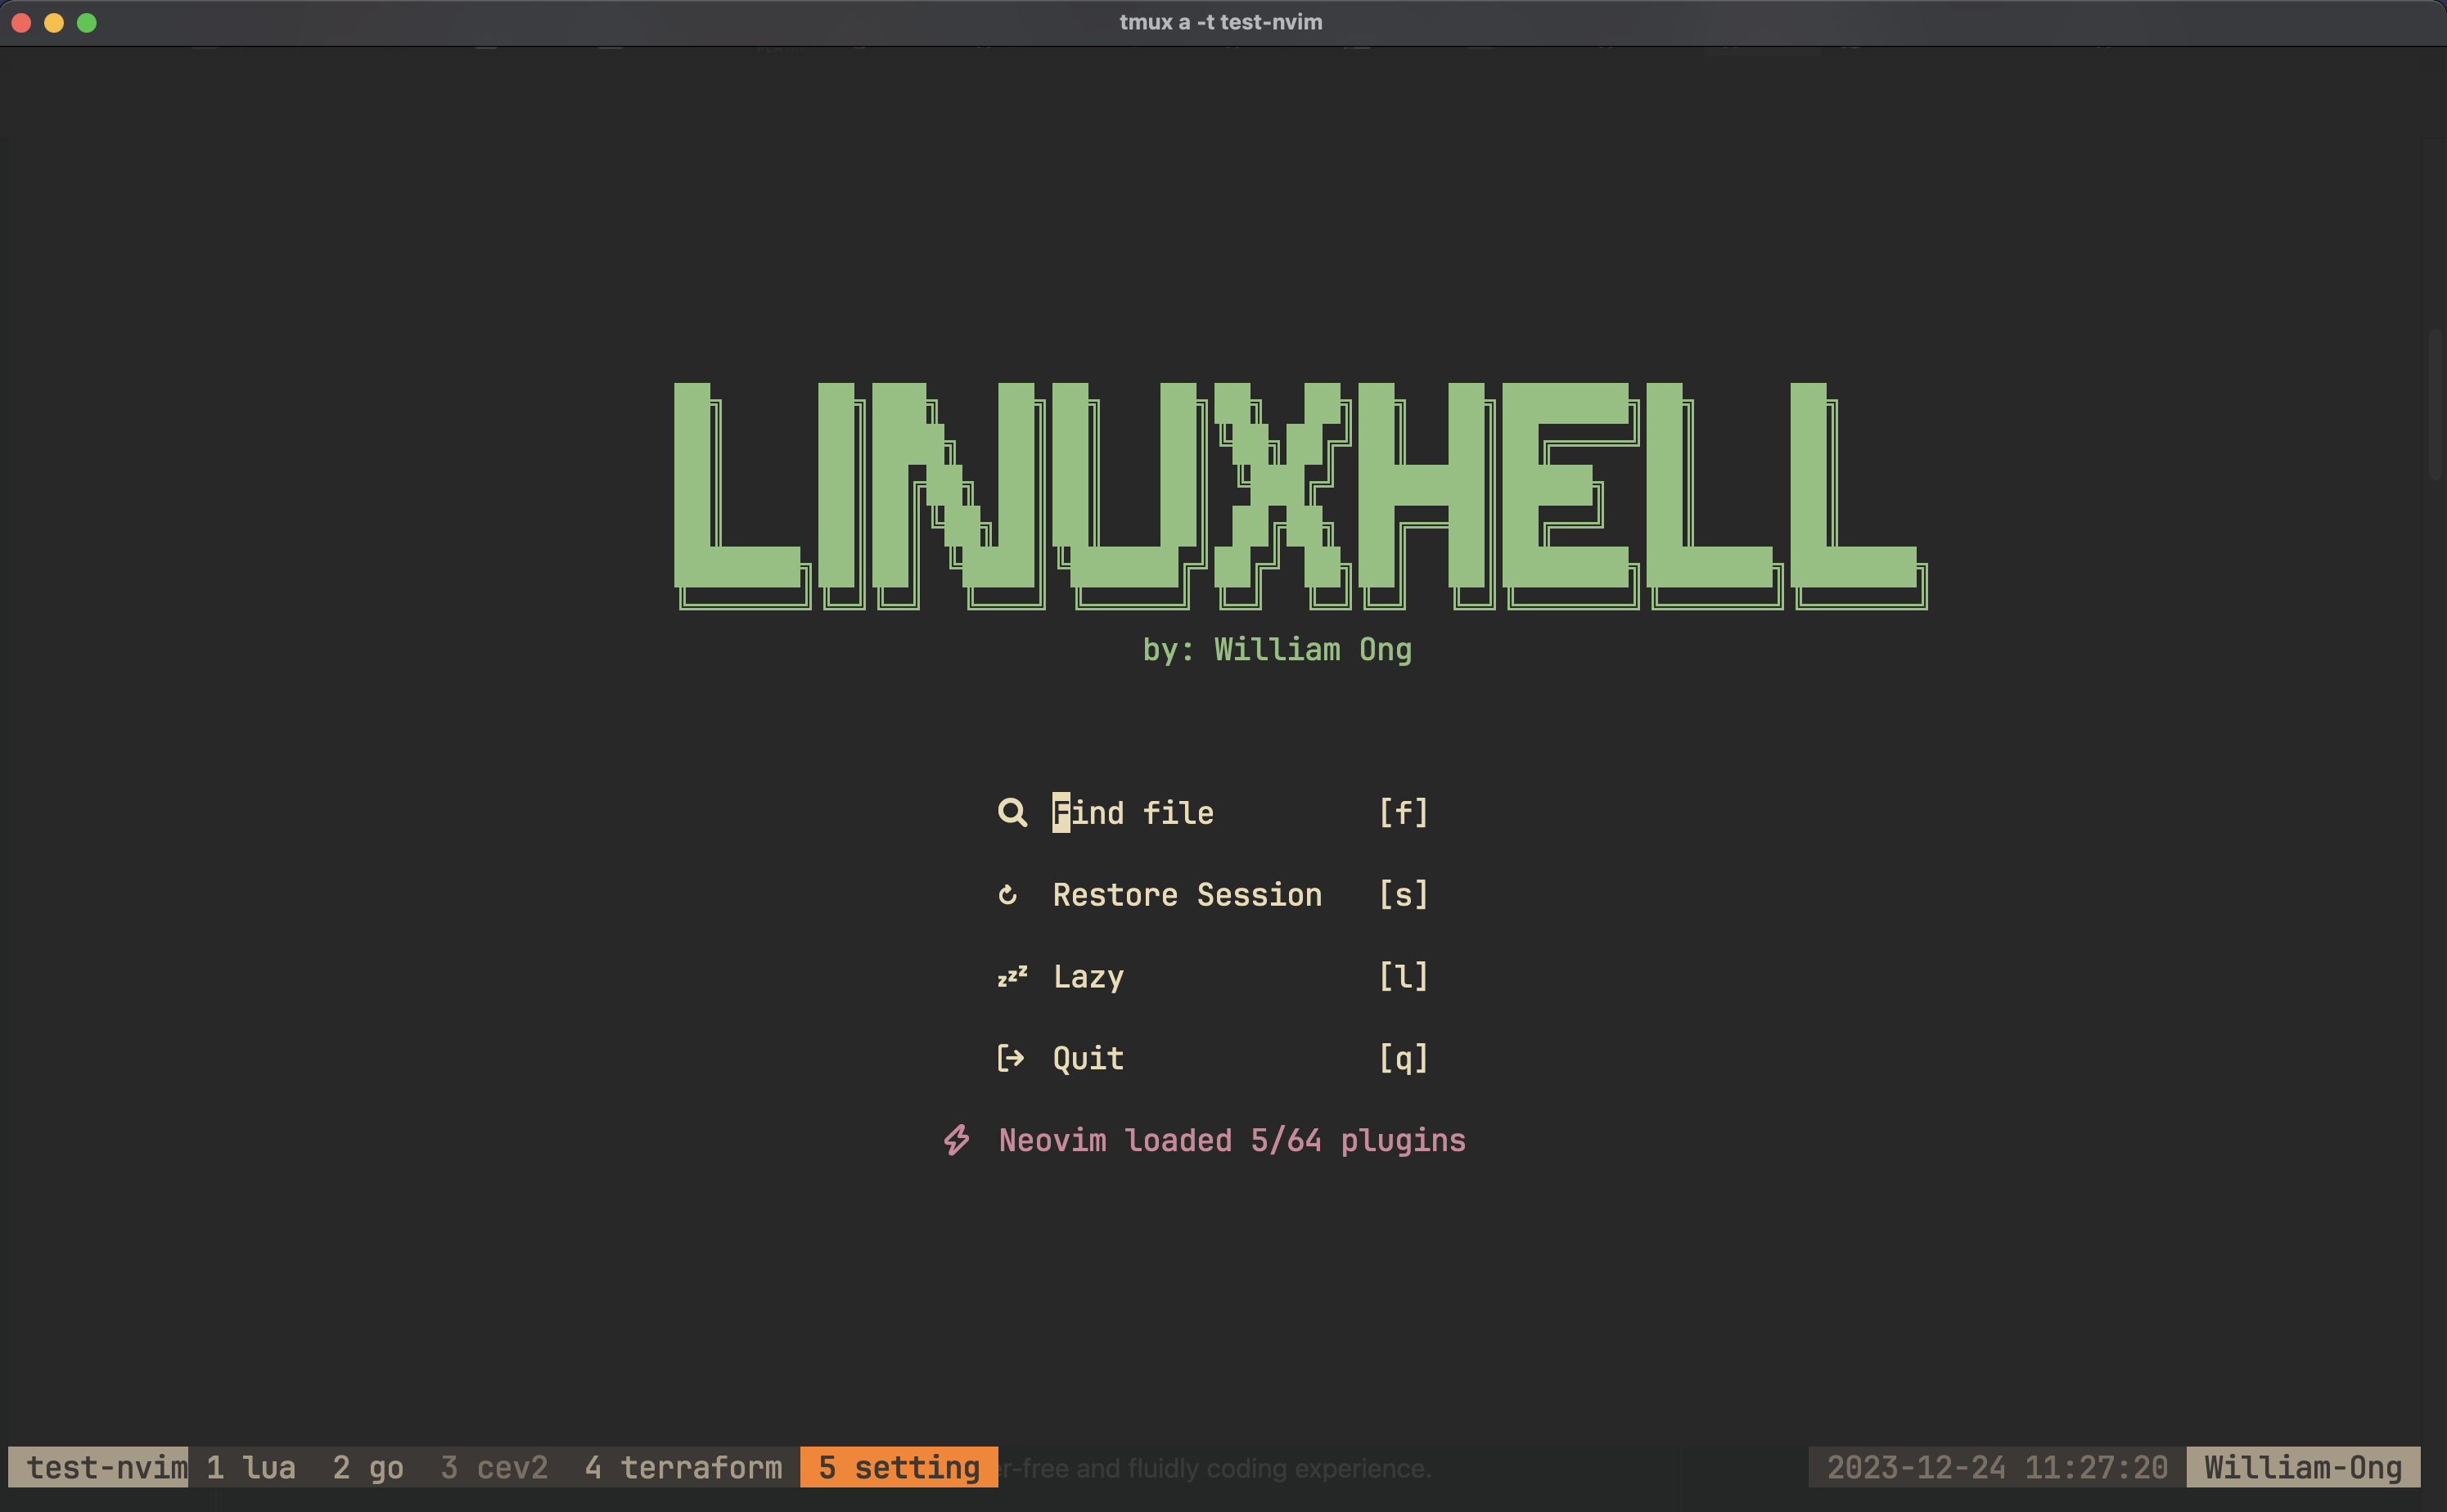 tmux a -t test-nvim
LINUXHELL
by: William Ong
Find file [f]
Restore Session [s]
zzz Lazy [l]
Quit [q]
Neovim loaded 5/64 plugins
test-nvim 1 lua 2 go 3 cev2 4 terraform 5 setting er-free and fluidly coding experience. 2023-12-24 11:27:20 William-Ong